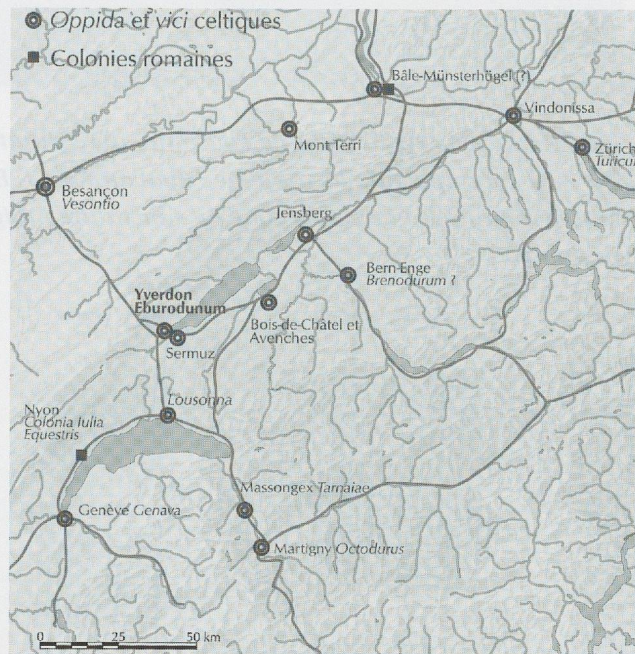 Oppida et vici celtiques
Colonies romaines
Bâle-Münsterhögel (?)
Vindonissa
Mont Terri
Zürich
Turicum
Besançon
Vesontio
Jensberg
Bern-Enge
Brenodurum ?
Yverdon
Eburodunum
Bois-de-Châtel et
Avenches
Sermuz
Lousonna
Nyon
Colonia Iulia
Equestris
Massongex Tarnaiae
Genève Genava
Martigny Octodurus
0 25 50 km